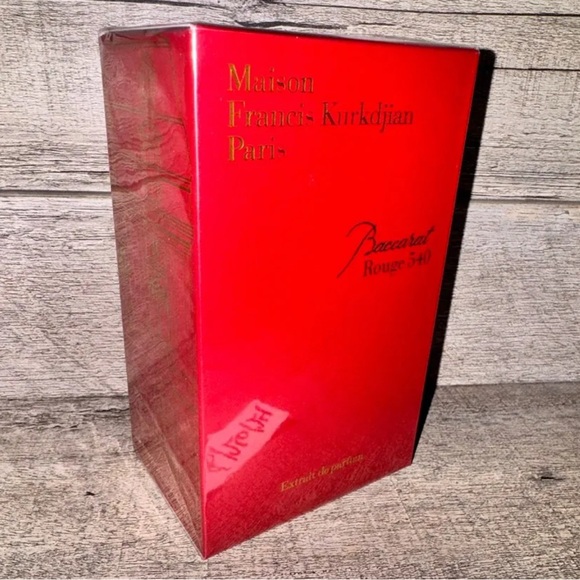 Maison
Francis Kurkdjian
Paris
Baccarat
Rouge 540
Extrait de parfum